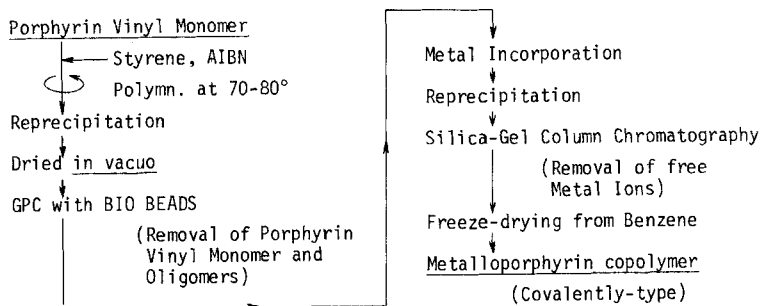 Porphyrin Vinyl Monomer
Styrene, AIBN
Polymn. at 70-80°
Reprecipitation
Dried in vacuo
GPC with BIO BEADS
(Removal of Porphyrin
Vinyl Monomer and
Oligomers)
Metal Incorporation
Reprecipitation
Silica-Gel Column Chromatography
(Removal of free
Metal Ions)
Freeze-drying from Benzene
Metalloporphyrin copolymer
(Covalently-type)